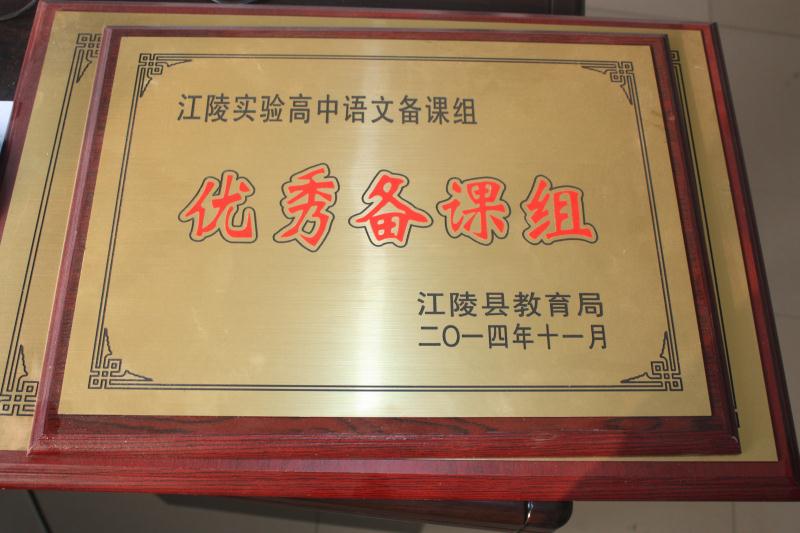 江陵实验高中语文备课组
优秀备课组
江陵县教育局
二〇一四年十一月